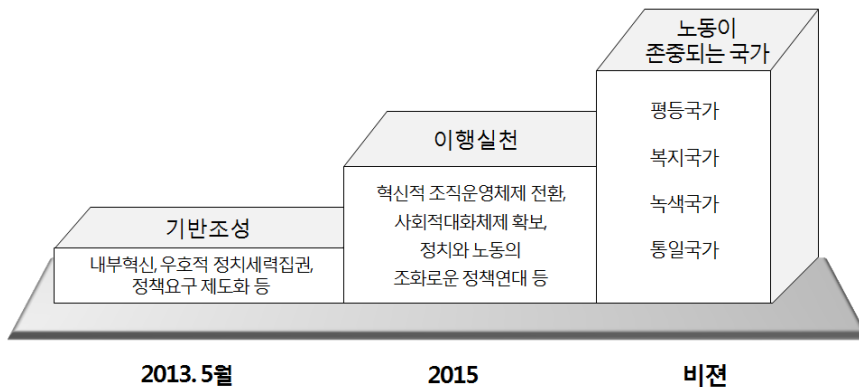 기반조성
내부혁신, 우호적 정치세력집권,
정책요구 제도화 등
2013. 5월
이행실천
혁신적 조직운영체제 전환,
사회적대화체제 확보,
정치와 노동의
조화로운 정책연대 등
2015
노동이
존중되는 국가
평등국가
복지국가
녹색국가
통일국가
비젼